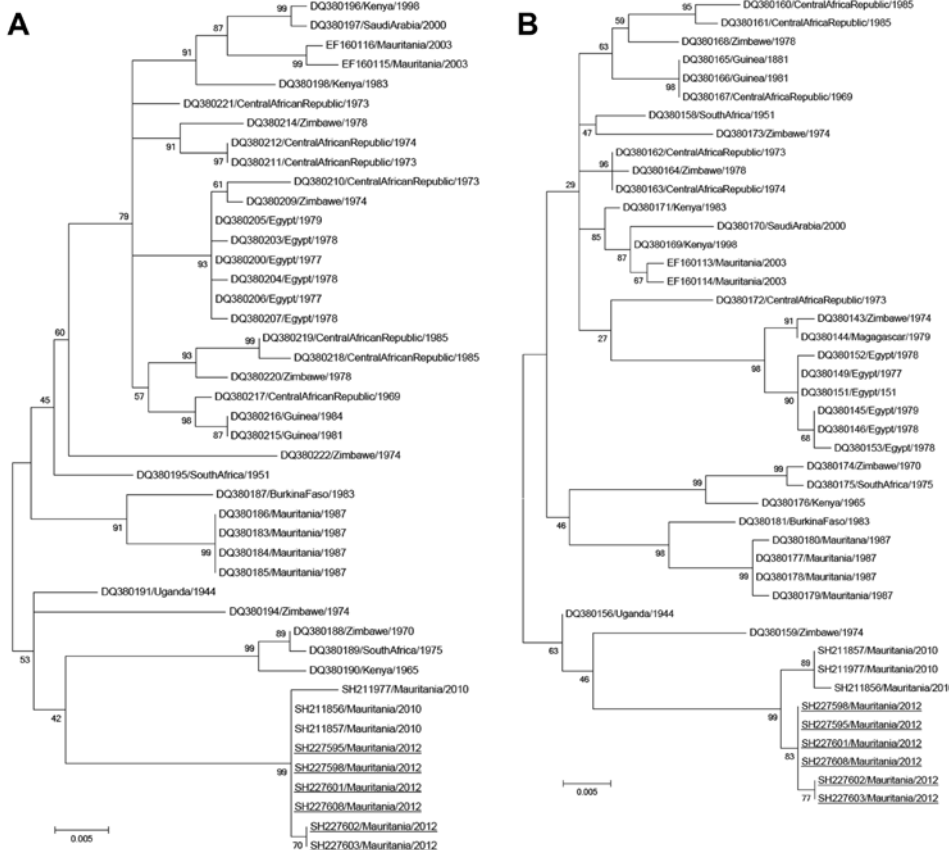 A
99
DQ380196/Kenya/1998
DQ380197/SaudiArabia/2000
87
EF160116/Mauritania/2003
99
EF160115/Mauritania/2003
91
DQ380198/Kenya/1983
DQ380221/CentralAfricanRepublic/1973
DQ380214/Zimbabwe/1978
91
DQ380212/CentralAfricanRepublic/1974
97
DQ380211/CentralAfricanRepublic/1973
79
61
DQ380210/CentralAfricanRepublic/1973
DQ380209/Zimbabwe/1974
DQ380205/Egypt/1979
DQ380203/Egypt/1978
93
DQ380200/Egypt/1977
DQ380204/Egypt/1978
DQ380206/Egypt/1977
DQ380207/Egypt/1978
60
99
DQ380219/CentralAfricanRepublic/1985
93
DQ380218/CentralAfricanRepublic/1985
DQ380220/Zimbabwe/1978
57
DQ380217/CentralAfricanRepublic/1969
98
DQ380216/Guinea/1984
87
DQ380215/Guinea/1981
45
DQ380222/Zimbabwe/1974
DQ380195/SouthAfrica/1951
DQ380187/BurkinaFaso/1983
91
DQ380186/Mauritania/1987
DQ380183/Mauritania/1987
99
DQ380184/Mauritania/1987
DQ380185/Mauritania/1987
DQ380191/Uganda/1944
DQ380194/Zimbabwe/1974
53
89
DQ380188/Zimbabwe/1970
99
DQ380189/SouthAfrica/1975
DQ380190/Kenya/1965
42
SH211977/Mauritania/2010
SH211856/Mauritania/2010
SH211857/Mauritania/2010
SH227595/Mauritania/2012
99
SH227598/Mauritania/2012
SH227601/Mauritania/2012
SH227608/Mauritania/2012
SH227602/Mauritania/2012
70
SH227603/Mauritania/2012
0.005
B
95
DQ380160/CentralAfricaRepublic/1985
59
DQ380161/CentralAfricaRepublic/1985
63
DQ380168/Zimbabwe/1978
DQ380165/Guinea/1881
DQ380166/Guinea/1981
98
DQ380167/CentralAfricaRepublic/1969
DQ380158/SouthAfrica/1951
47
DQ380173/Zimbabwe/1974
DQ380162/CentralAfricaRepublic/1973
96
DQ380164/Zimbabwe/1978
29
DQ380163/CentralAfricaRepublic/1974
DQ380171/Kenya/1983
85
DQ380170/SaudiArabia/2000
87
DQ380169/Kenya/1998
EF160113/Mauritania/2003
67
EF160114/Mauritania/2003
DQ380172/CentralAfricaRepublic/1973
27
91
DQ380143/Zimbabwe/1974
DQ380144/Magagascar/1979
98
DQ380152/Egypt/1978
DQ380149/Egypt/1977
90
DQ380151/Egypt/151
DQ380145/Egypt/1979
DQ380146/Egypt/1978
68
DQ380153/Egypt/1978
99
DQ380174/Zimbabwe/1970
99
DQ380175/SouthAfrica/1975
DQ380176/Kenya/1965
46
DQ380181/BurkinaFaso/1983
98
DQ380180/Mauritana/1987
DQ380177/Mauritania/1987
99
DQ380178/Mauritania/1987
DQ380179/Mauritania/1987
DQ380156/Uganda/1944
63
DQ380159/Zimbabwe/1974
46
SH211857/Mauritania/2010
89
SH211977/Mauritania/2010
SH211856/Mauritania/201
99
SH227598/Mauritania/2012
SH227595/Mauritania/2012
SH227601/Mauritania/2012
83
SH227608/Mauritania/2012
SH227602/Mauritania/2012
77
SH227603/Mauritania/2012
0.005